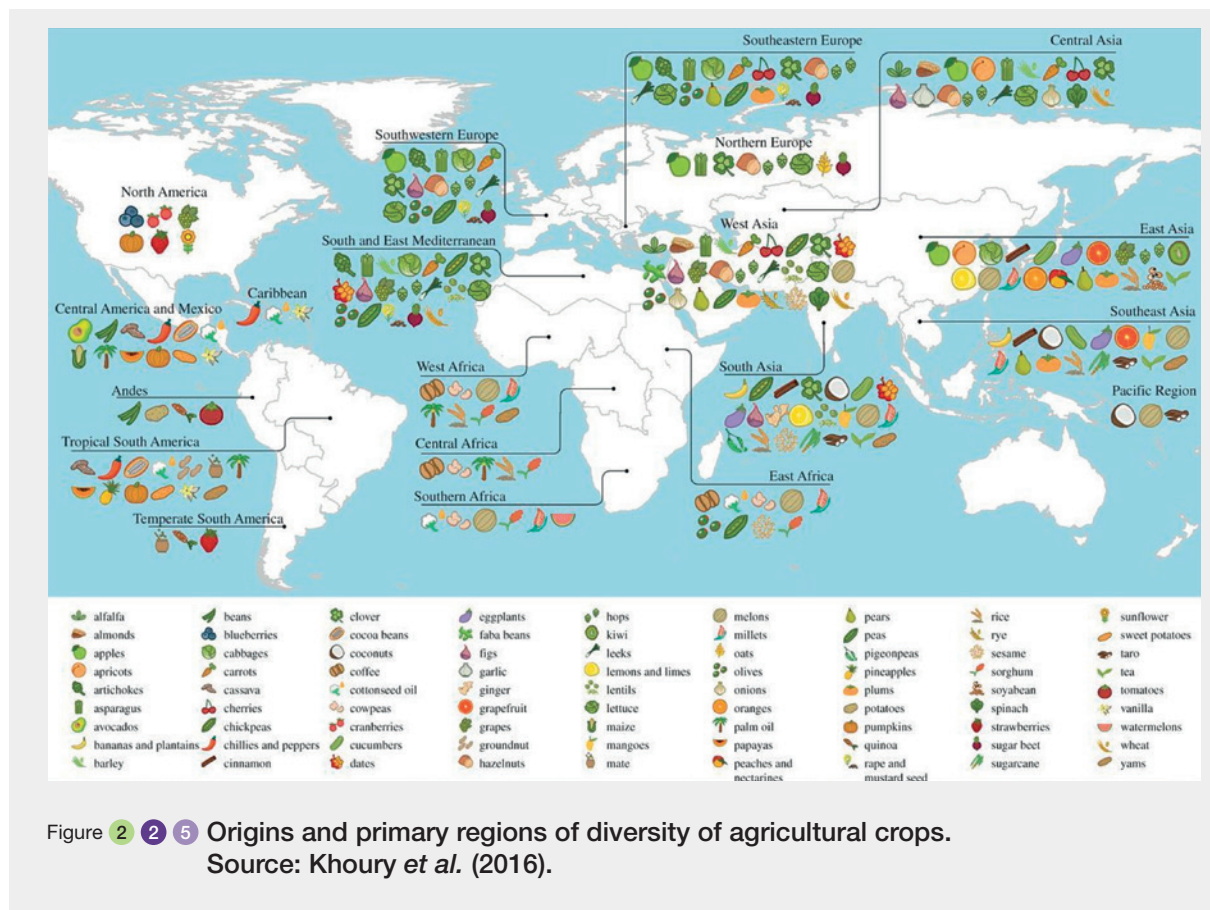 Southeastern Europe
Central Asia
Southwestern Europe
Northern Europe
North America
West Asia
East Asia
South and East Mediterranean
Caribbean
Central America and Mexico
Southeast Asia
West Africa
South Asia
Andes
Pacific Region
Tropical South America
Central Africa
East Africa
Southern Africa
Temperate South America
alfalfa
almonds
apples
apricots
artichokes
asparagus
avocados
bananas and plantains
barley
beans
blueberries
cabbages
carrots
cassava
cherries
chickpeas
chillies and peppers
cinnamon
clover
cocoa beans
coconuts
coffee
cottonseed oil
cowpeas
cranberries
cucumbers
dates
eggplants
faba beans
figs
garlic
ginger
grapefruit
grapes
groundnut
hazelnuts
hops
kiwi
leeks
lemons and limes
lentils
lettuce
maize
mangoes
mate
melons
millets
oats
olives
onions
oranges
palm oil
papayas
peaches and
nectarines
pears
peas
pigeonpeas
pineapples
plums
potatoes
pumpkins
quinoa
rape and
mustard seed
rice
rye
sesame
sorghum
soyabean
spinach
strawberries
sugar beet
sugarcane
sunflower
sweet potatoes
taro
tea
tomatoes
vanilla
watermelons
wheat
yams
Figure 2 2 5 Origins and primary regions of diversity of agricultural crops.
Source: Khoury et al. (2016).